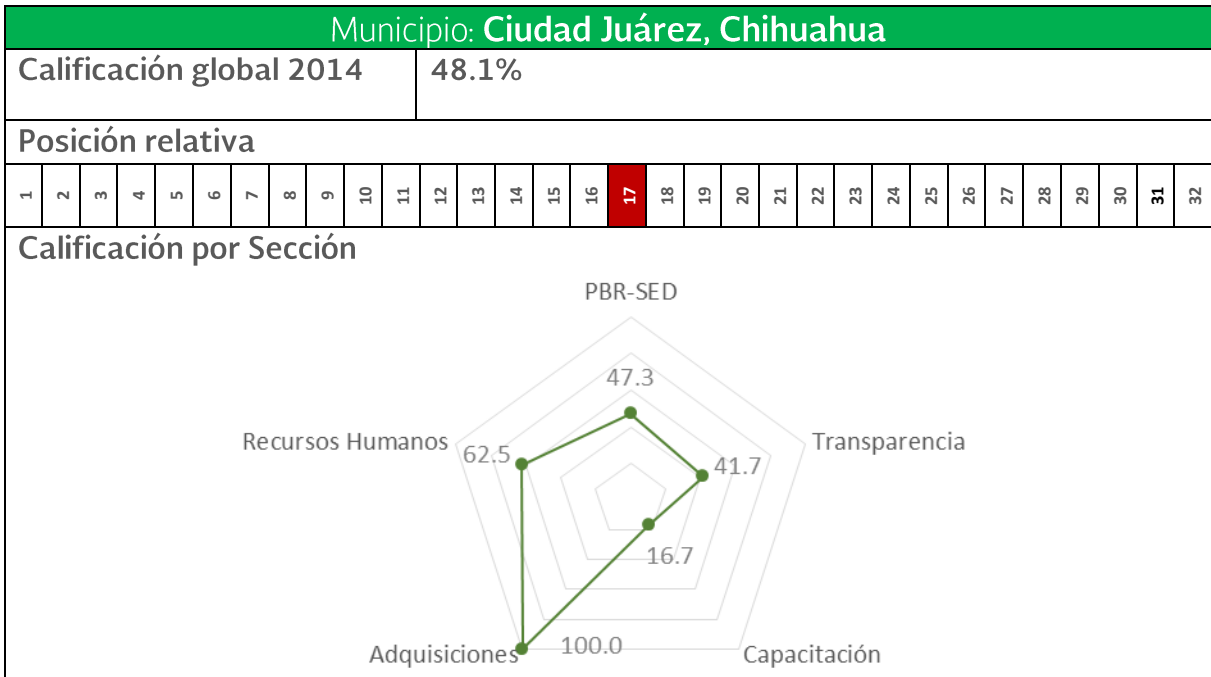 Municipio: Ciudad Juárez, Chihuahua
Calificación global 2014 48.1%
Posición relativa
1 2 3 4 5 6 7 8 9 10 11 12 13 14 15 16 17 18 19 20 21 22 23 24 25 26 27 28 29 30 31 32
Calificación por Sección
PBR-SED
47.3
Recursos Humanos 62.5 41.7 Transparencia
16.7
Adquisiciones 100.0 Capacitación